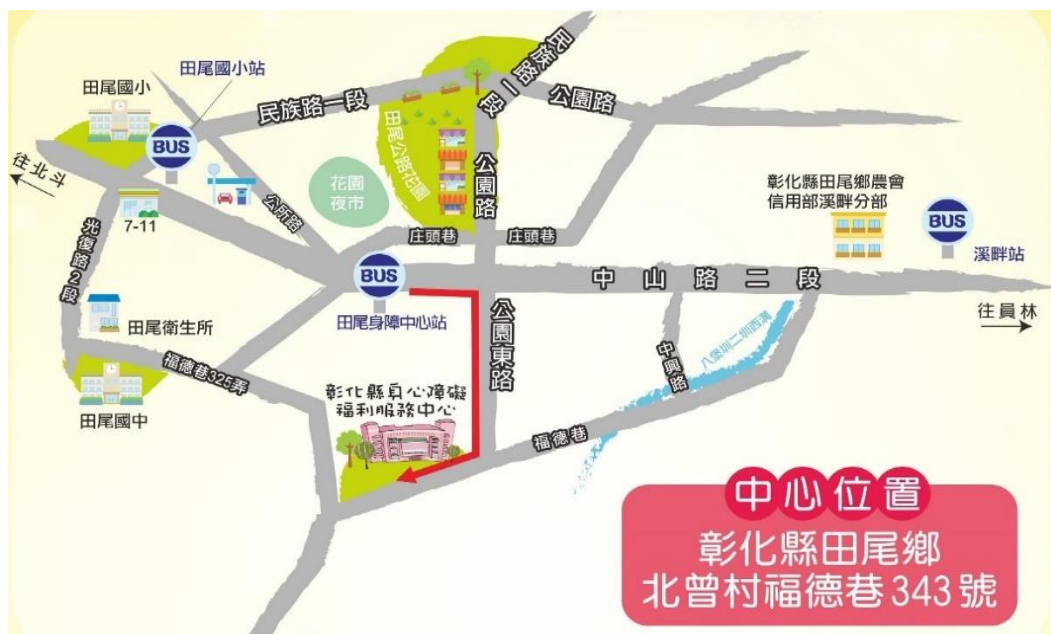 民族路一段
田尾國小站
田尾國小
BUS
民族路一段
公園路
往北斗
田尾公路花園
公園路
花園
夜市
7-11
公所路
彰化縣田尾鄉農會
信用部溪畔分部
BUS
溪畔站
光復路2段
庄頭巷
庄頭巷
BUS
中山路二段
往員林
田尾身障中心站
公園東路
田尾衛生所
中興路
八堡圳二圳西溝
福德巷325弄
田尾國中
彰化縣身心障礙
福利服務中心
福德巷
中心位置
彰化縣田尾鄉
北曾村福德巷343號